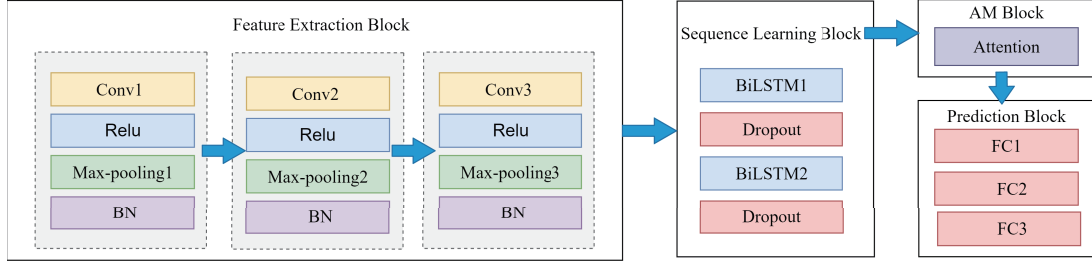 Feature Extraction Block
Conv1
Relu
Max-pooling1
BN
Conv2
Relu
Max-pooling2
BN
Conv3
Relu
Max-pooling3
BN
Sequence Learning Block
BiLSTM1
Dropout
BiLSTM2
Dropout
AM Block
Attention
Prediction Block
FC1
FC2
FC3